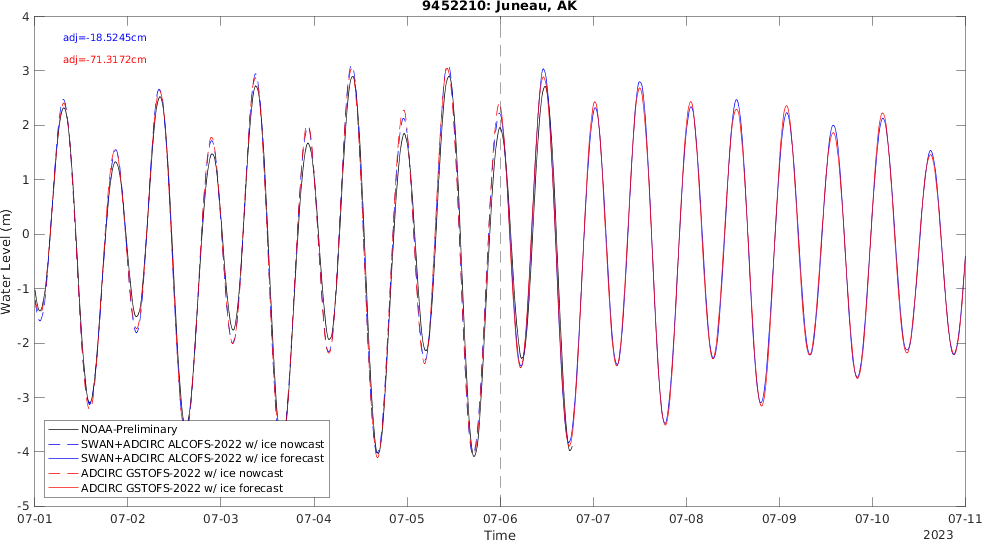 9452210: Juneau, AK
adj=-18.5245cm
adj=-71.3172cm
Water Level (m)
4
3
2
1
0
-1
-2
-3
-4
-5
NOAA-Preliminary
SWAN+ADCIRC ALCOFS-2022 w/ ice nowcast
SWAN+ADCIRC ALCOFS-2022 w/ ice forecast
ADCIRC GSTOFS-2022 w/ ice nowcast
ADCIRC GSTOFS-2022 w/ ice forecast
07-01 07-02 07-03 07-04 07-05 07-06 07-07 07-08 07-09 07-10 07-11
Time
2023